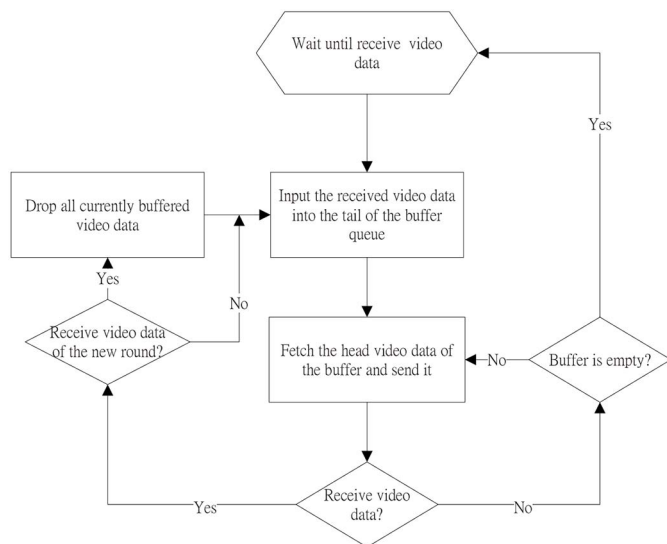 Wait until receive video
data
Yes
Drop all currently buffered
video data
Input the received video data
into the tail of the buffer
queue
Yes
No
Receive video data
of the new round?
Fetch the head video data of
the buffer and send it
No
Buffer is empty?
Yes
Receive video
data?
No